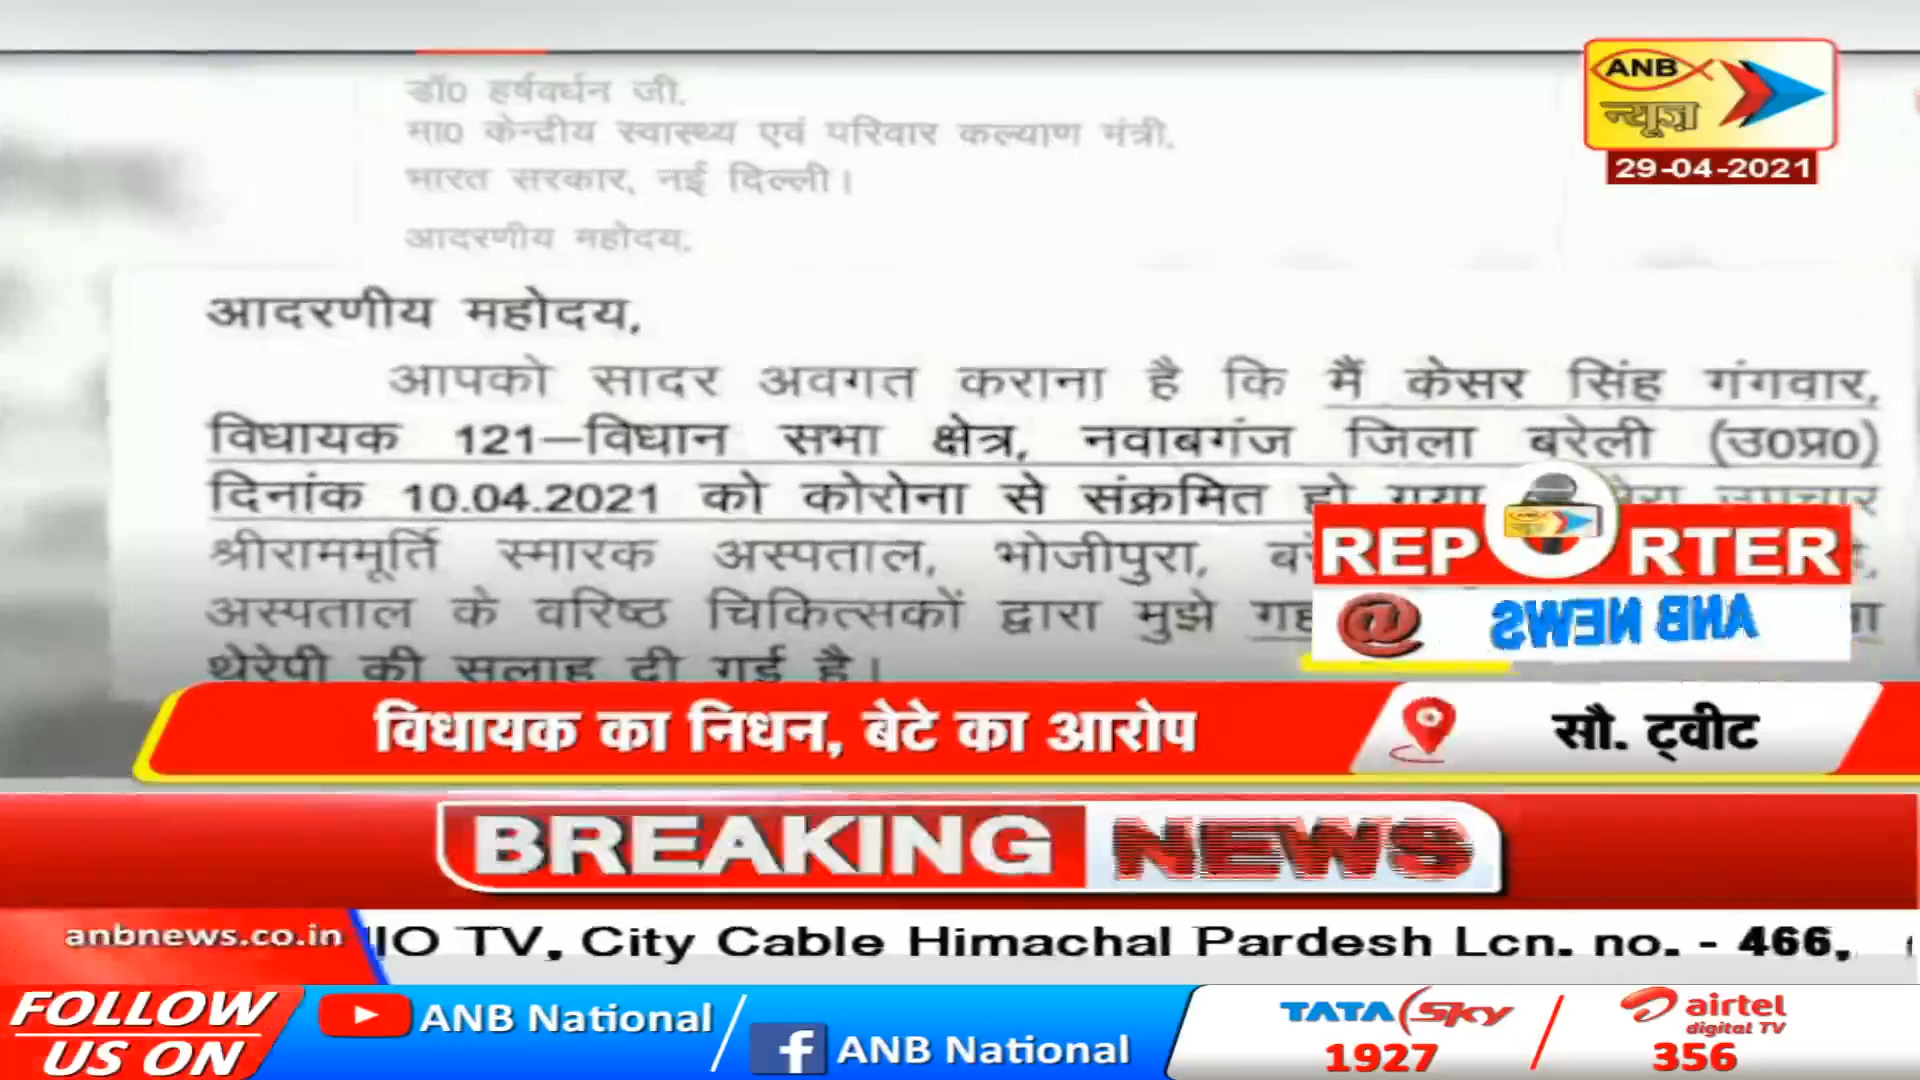 डॉ0 हर्षवर्धन जी,
मा0 केन्द्रीय स्वास्थ्य एवं परिवार कल्याण मंत्री,
भारत सरकार, नई दिल्ली।
आदरणीय महोदय,
ANB
न्यूज़
29-04-2021
आदरणीय महोदय,
आपको सादर अवगत कराना है कि मैं केसर सिंह गंगवार,
विधायक 121–विधान सभा क्षेत्र, नवाबगंज जिला बरेली (उ0प्र0)
दिनांक 10.04.2021 को कोरोना से संक्रमित हो गया उपचार
श्रीराममूर्ति स्मारक अस्पताल, भोजीपुरा,
अस्पताल के वरिष्ठ चिकित्सकों द्वारा मुझे
थेरेपी की सलाह दी गई है।
REPORTER
@ ANB NEWS
विधायक का निधन, बेटे का आरोप
सौ. ट्वीट
BREAKING NEWS
anbnews.co.in
IO TV, City Cable Himachal Pardesh Lcn. no. - 466,
FOLLOW US ON
ANB National
ANB National
TATA Sky
1927
airtel
digital TV
356